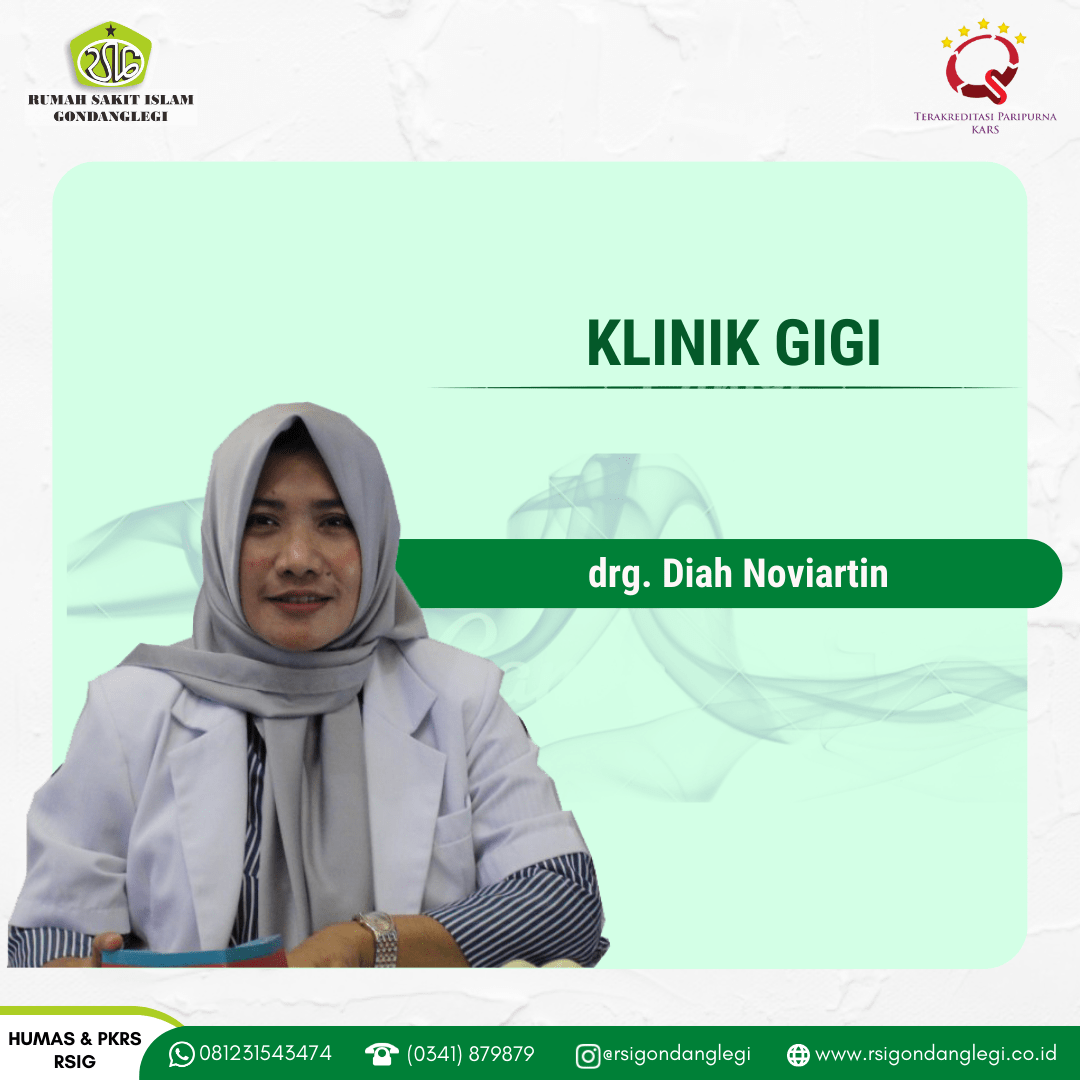 RUMAH SAKIT ISLAM
GONDANGLEGI
TERAKREDITASI PARIPURNA
KARS
KLINIK GIGI
drg. Diah Noviartin
HUMAS & PKRS
RSIG
081231543474
(0341) 879879
@rsigondanglegi
www.rsigondanglegi.co.id